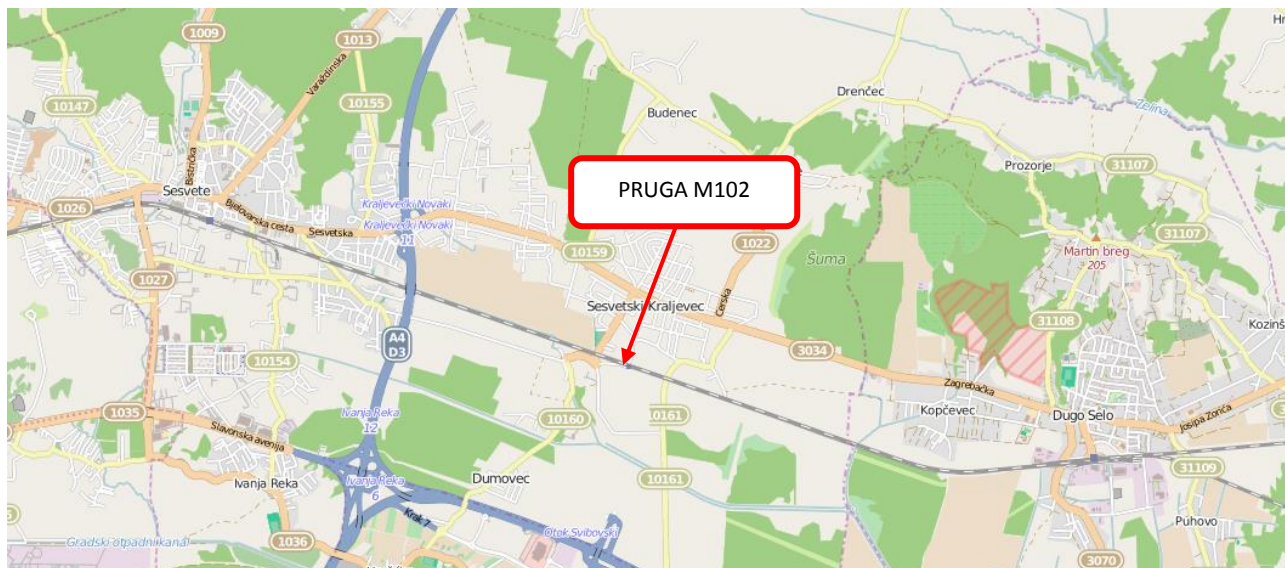 1009
1013
Varaždinska
10147
10155
Bistrička
Sesvete
1026
Bjelovarska cesta
Sesvetska
Kraljevečki Novaki
Kraljevečki Novaki
11
1027
10154
A4
D3
1035
Slavonska avenija
Ivanja Reka
Ivanja Reka
12
Ivanja Reka
6
Krak 7
1036
Gradski otpadni kanal
Budenec
Drenčec
PRUGA M102
10159
1022
Sesvetski Kraljevec
Carska
Šuma
3034
10160
10161
10161
Dumovec
Otok Svibovski
Zelina
Prozorje
31107
31107
Martin breg
205
31108
Zagrebačka
Kopčevec
Dugo Selo
Josipa Zorića
31109
Puhovo
3070